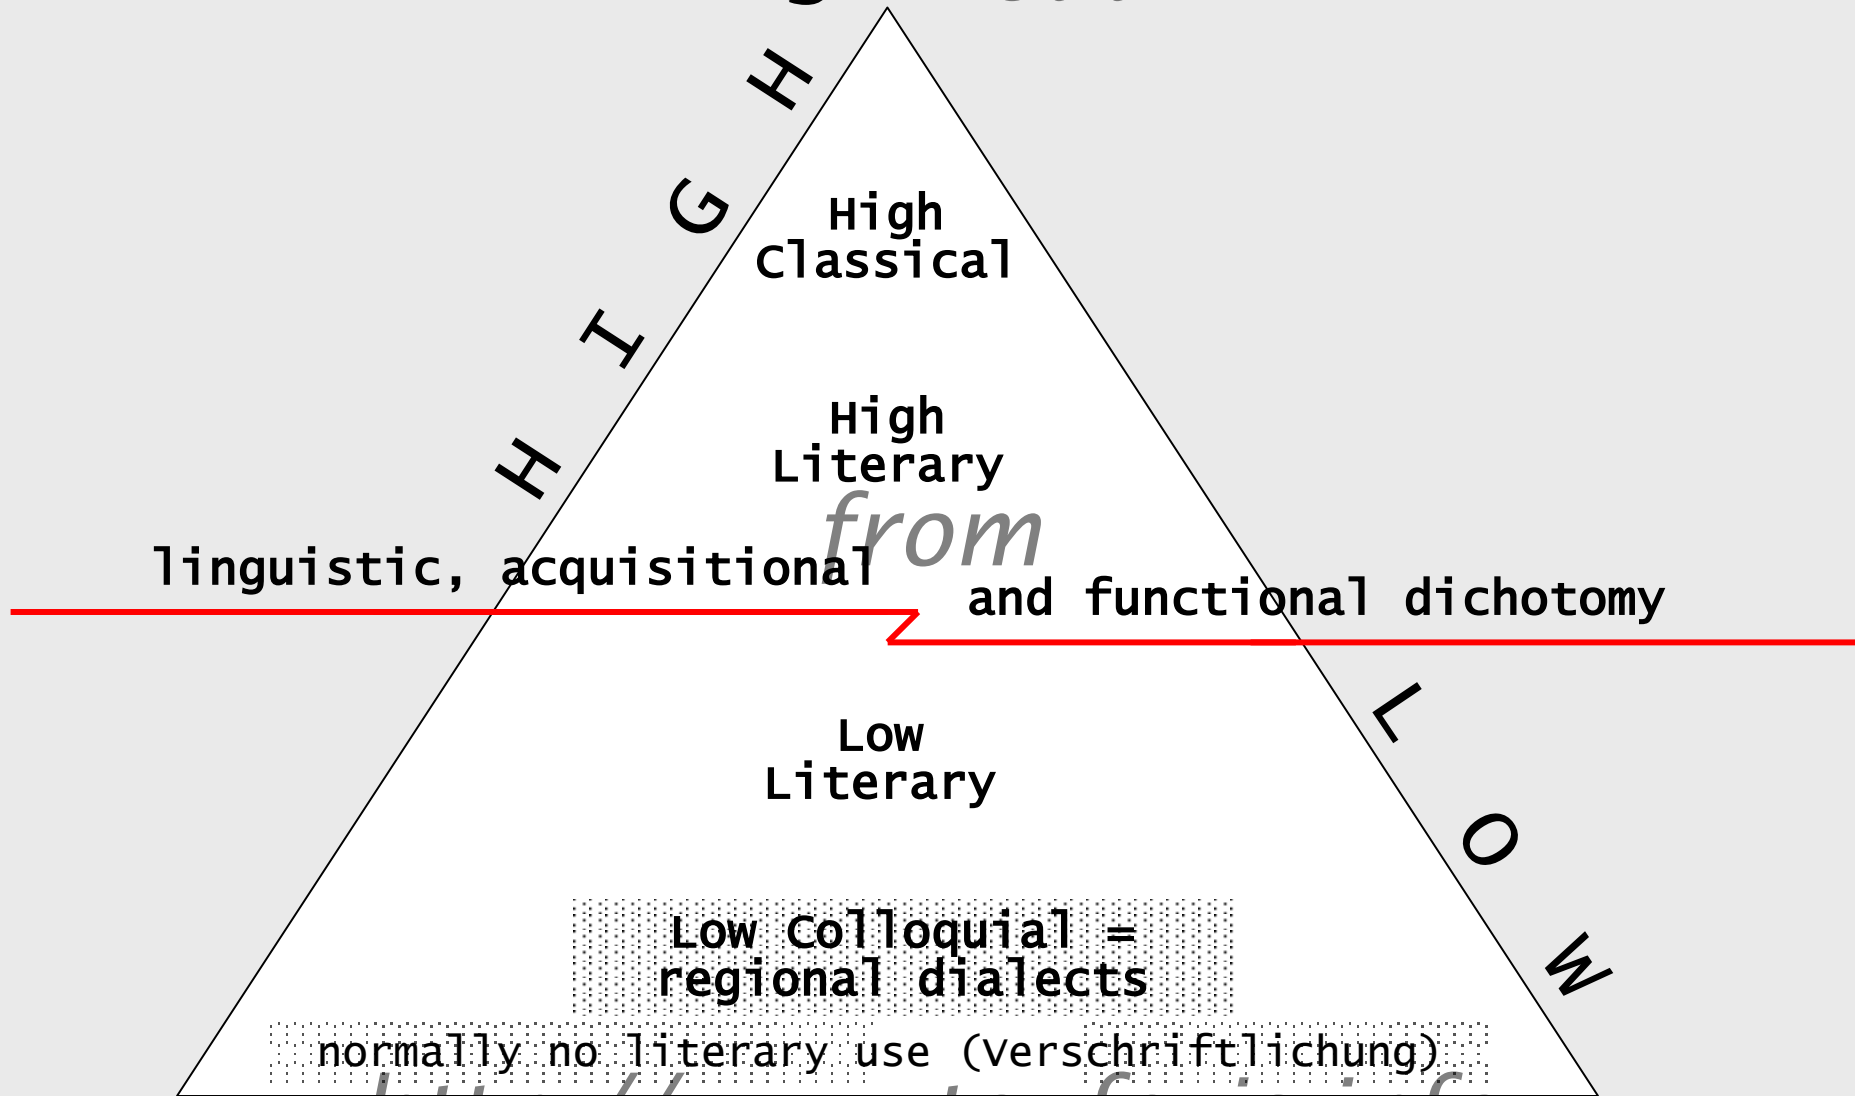 HIGH
High
Classical
High
Literary
from
linguistic, acquisitional
and functional dichotomy
LOW
Low
Literary
Low Colloquial =
regional dialects
normally no literary use (Verschriftlichung)